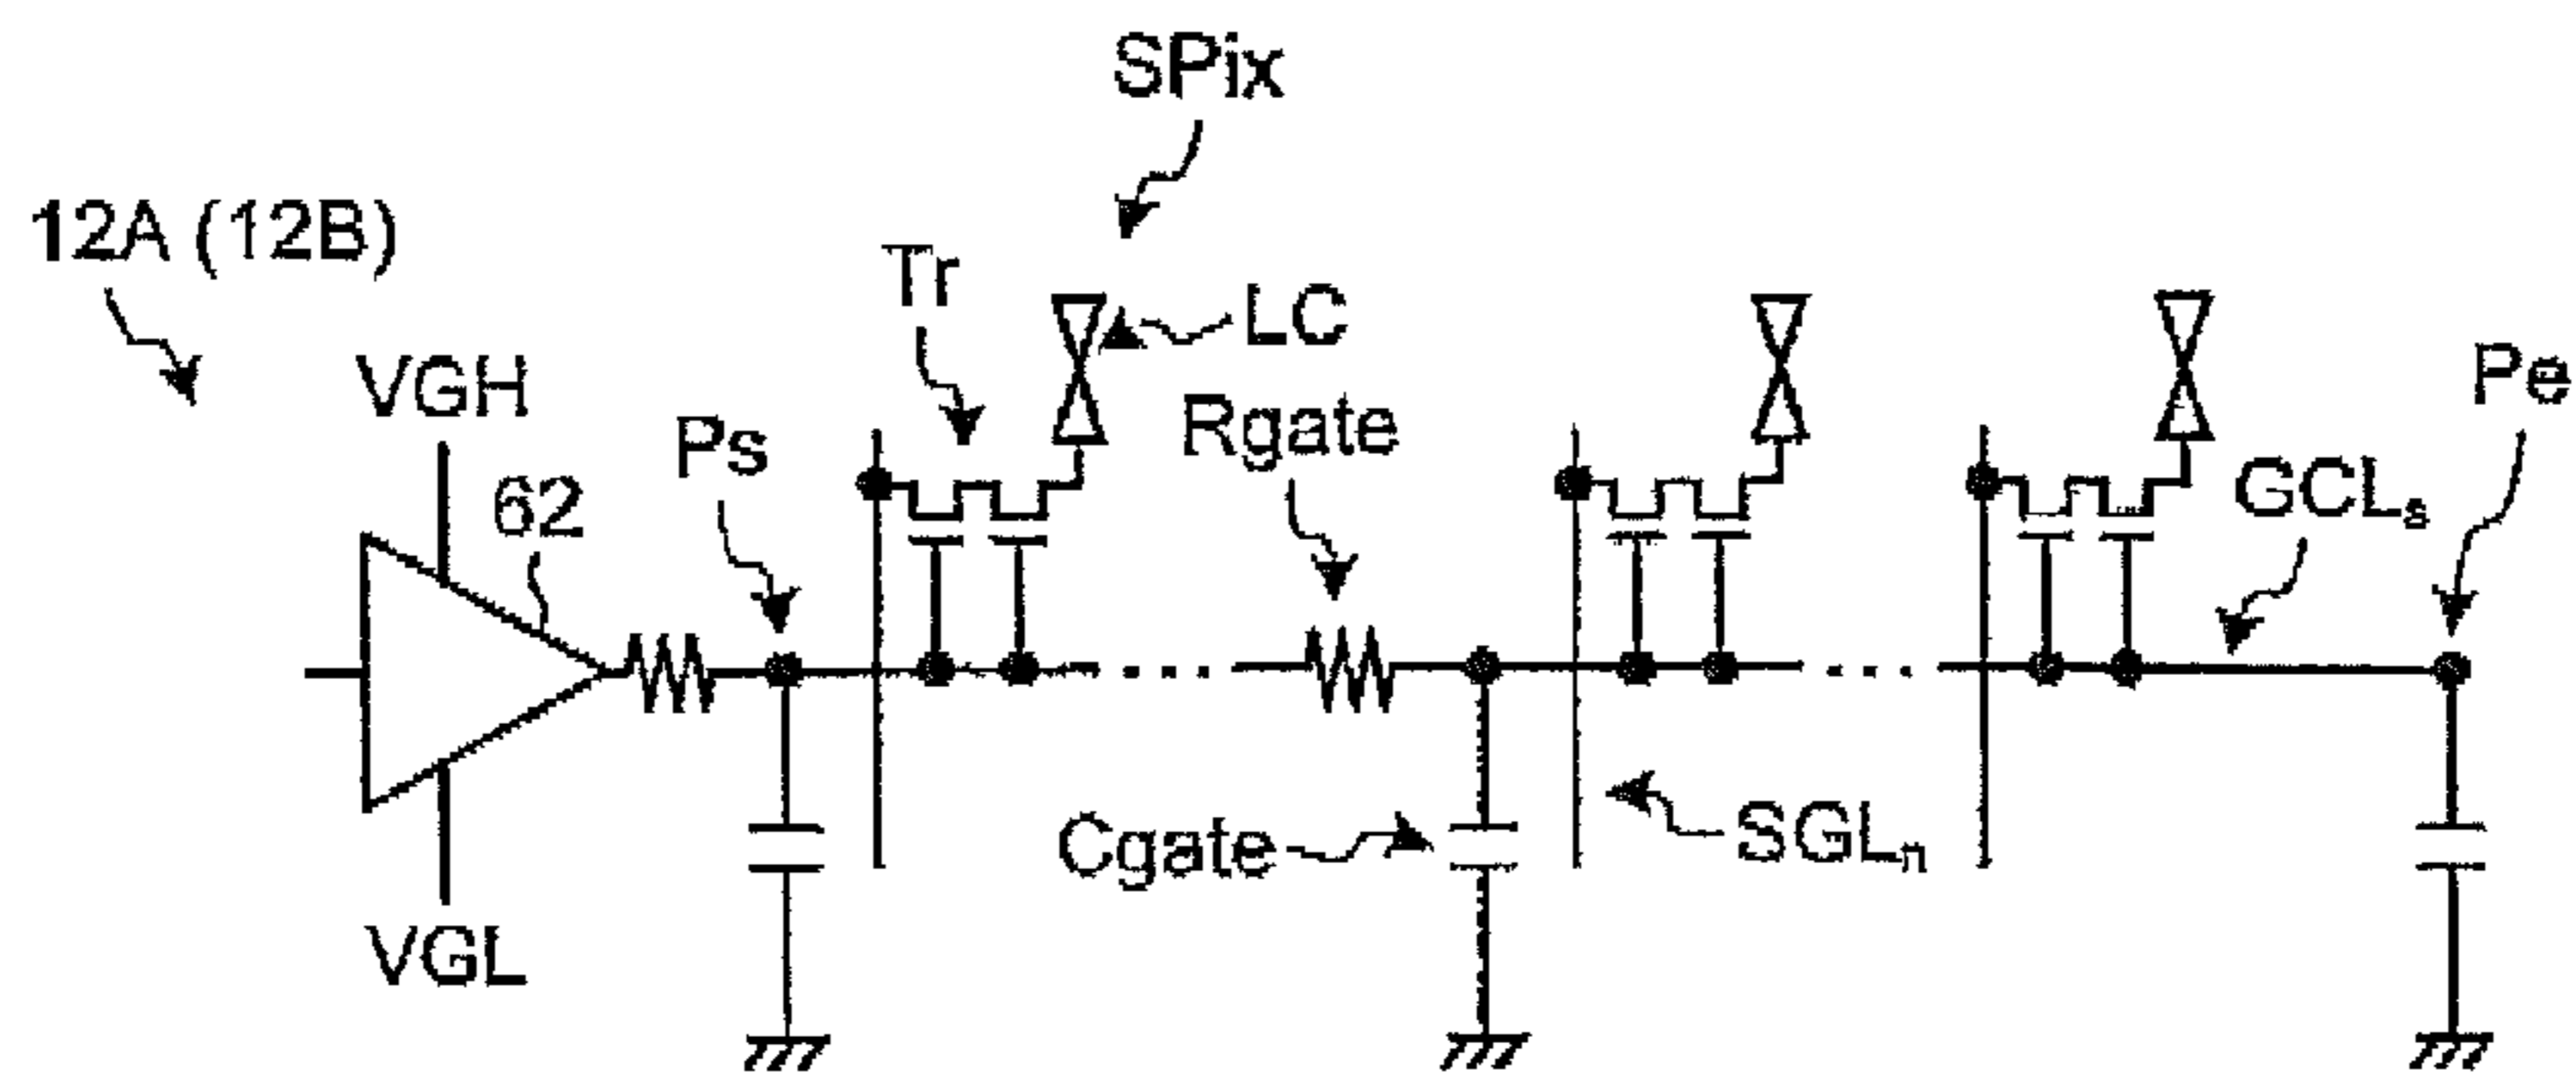 SPix
12A (12B)
Tr
LC
VGH
Ps
Rgate
Pe
62
GCLs
...
...
Cgate
SGLn
VGL